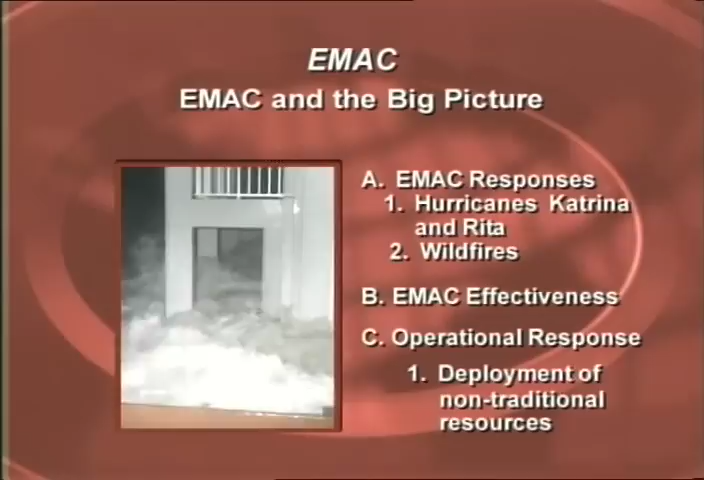 EMAC
EMAC and the Big Picture
A. EMAC Responses
1. Hurricanes Katrina
and Rita
2. Wildfires
B. EMAC Effectiveness
C. Operational Response
1. Deployment of
non-traditional
resources